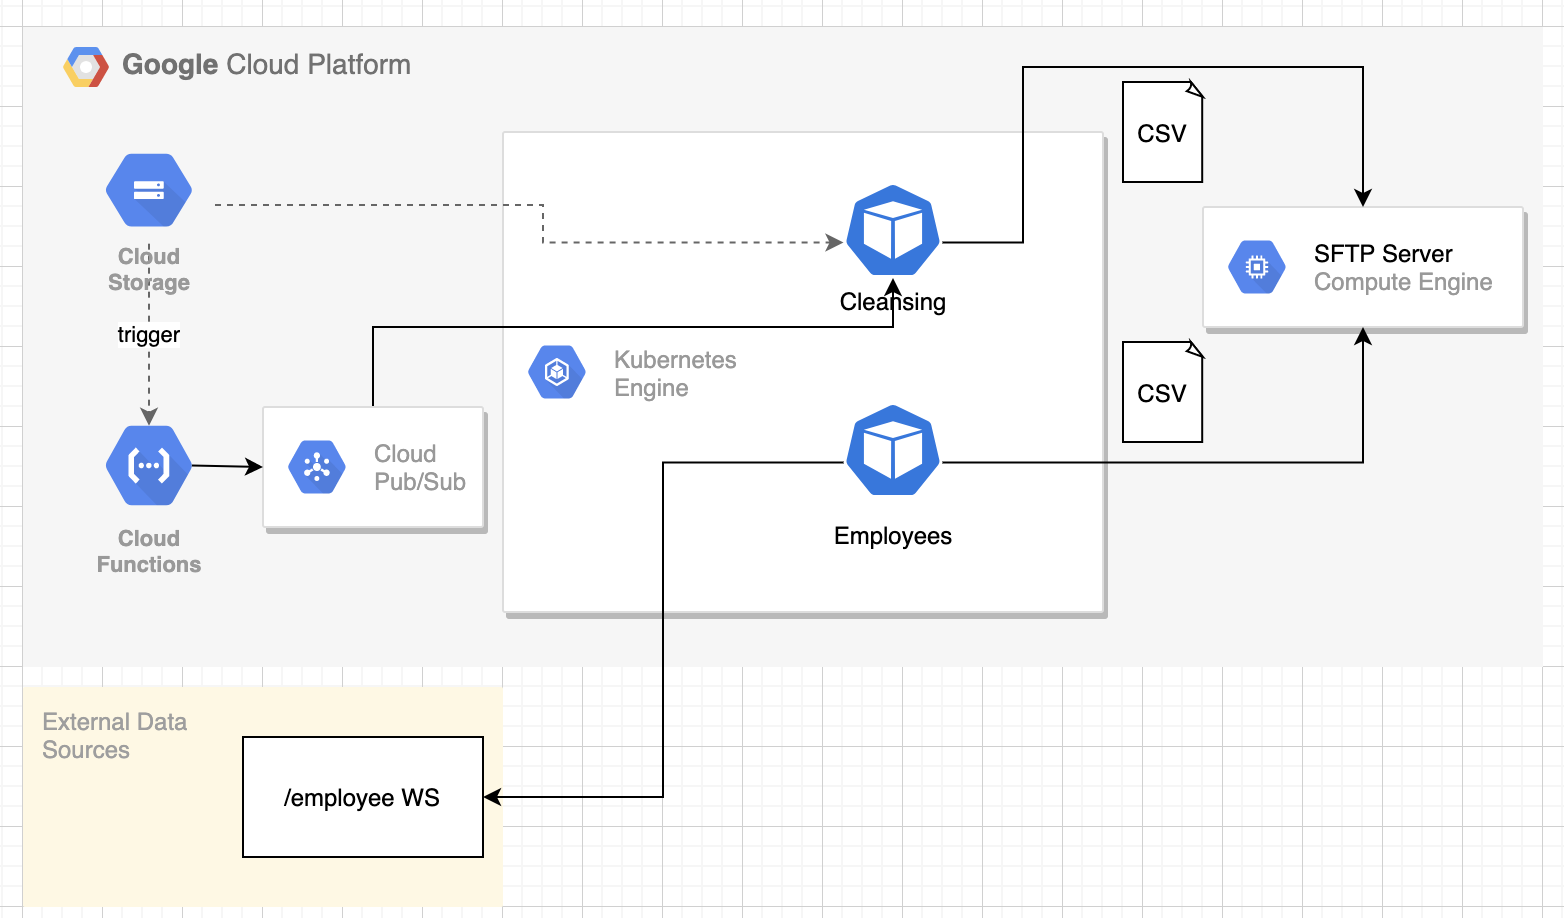 Google Cloud Platform
CSV
Cloud
Storage
trigger
Cleansing
SFTP Server
Compute Engine
Kubernetes
Engine
CSV
Cloud
Pub/Sub
Cloud
Functions
Employees
External Data
Sources
/employee WS